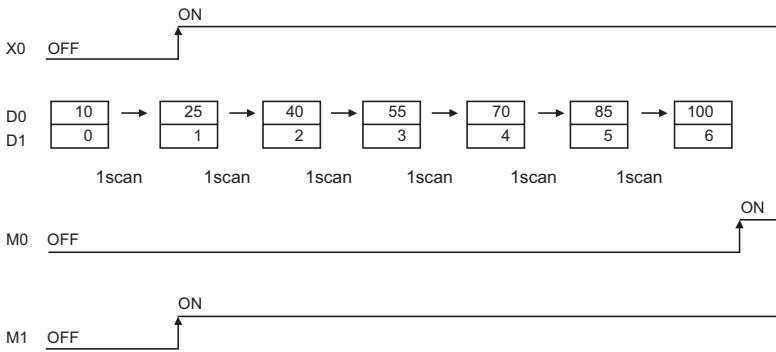 ON
X0 OFF
D0 10 25 40 55 70 85 100
D1 0 1 2 3 4 5 6
1scan 1scan 1scan 1scan 1scan 1scan
ON
M0 OFF
ON
M1 OFF